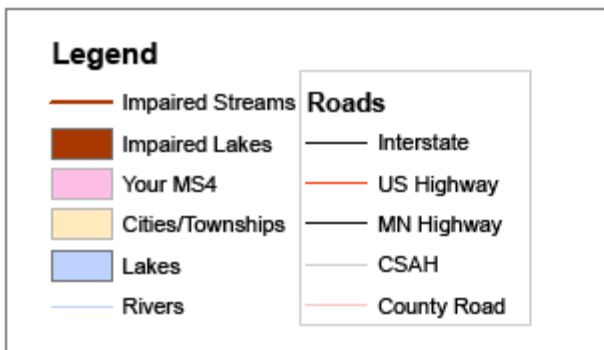 Legend
Impaired Streams
Impaired Lakes
Your MS4
Cities/Townships
Lakes
Rivers
Roads
Interstate
US Highway
MN Highway
CSAH
County Road